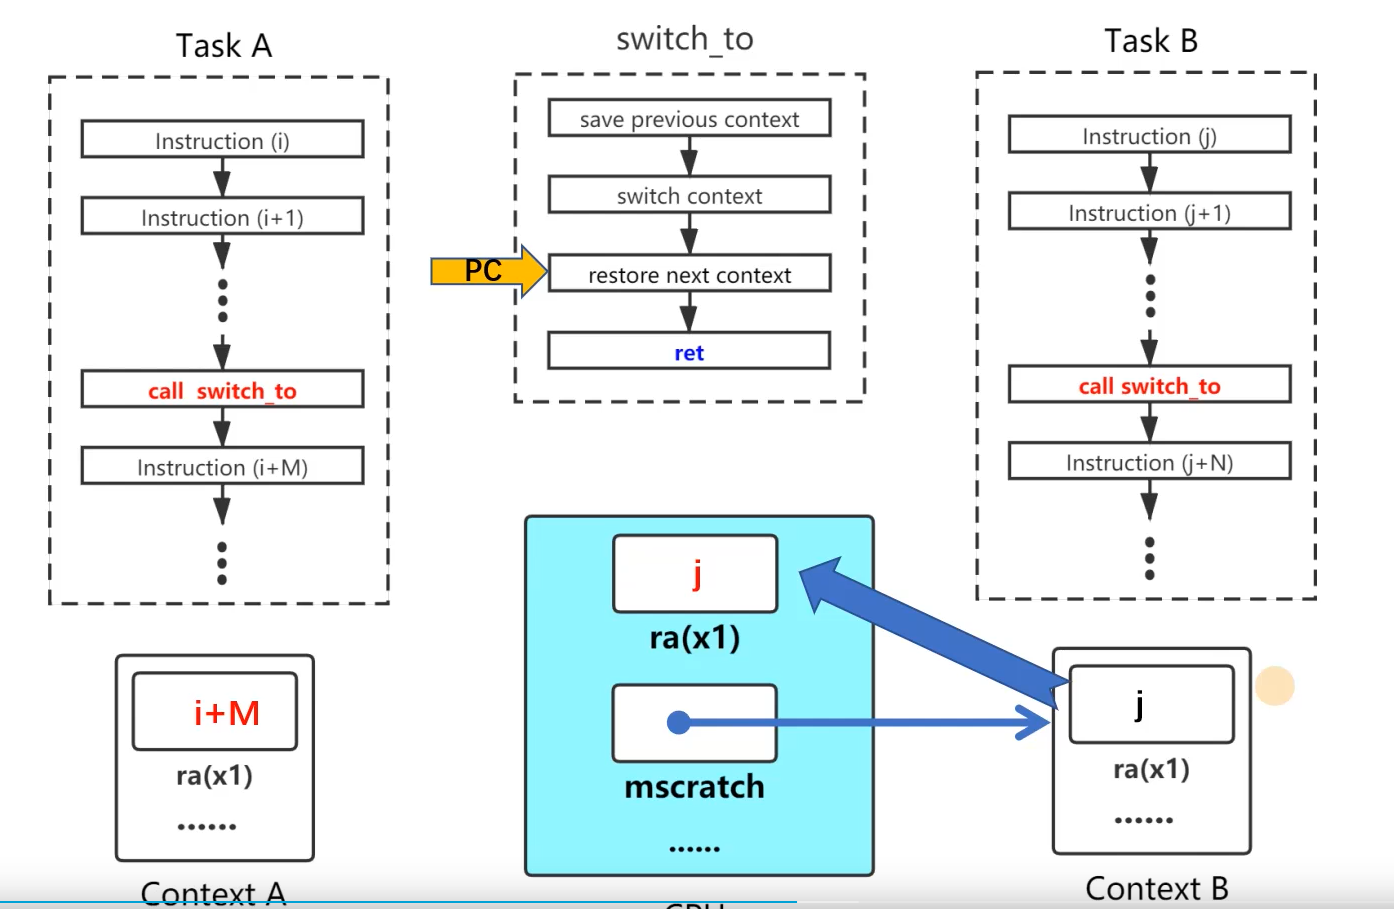 Task A
Instruction (i)
Instruction (i+1)
call switch_to
Instruction (i+M)
switch_to
save previous context
switch context
PC
restore next context
ret
Task B
Instruction (j)
Instruction (j+1)
call switch_to
Instruction (j+N)
i+M
ra(x1)
......
Context A
j
ra(x1)
mscratch
......
CPU
j
ra(x1)
......
Context B